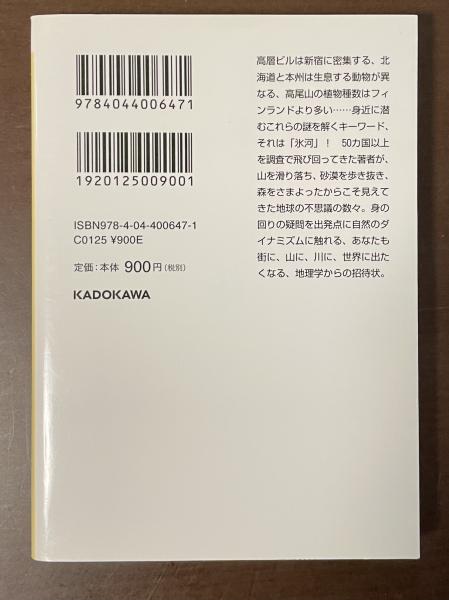 9784044006471
1920125009001
ISBN978-4-04-400647-1
C0125 ¥900E
定価：本体 900円（税別）
KADOKAWA
高層ビルは新宿に密集する、北
海道と本州は生息する動物が異
なる、高尾山の植物種数はフィ
ンランドより多い……身近に潜
むこれらの謎を解くキーワード、
それは「氷河」！ 50カ国以上
を調査で飛び回ってきた著者が、
山を滑り落ち、砂漠を歩き抜き、
森をさまよったからこそ見えて
きた地球の不思議の数々。身の
回りの疑問を出発点に自然のダ
イナミズムに触れる、あなたも
街に、山に、川に、世界に出た
くなる、地理学からの招待状。